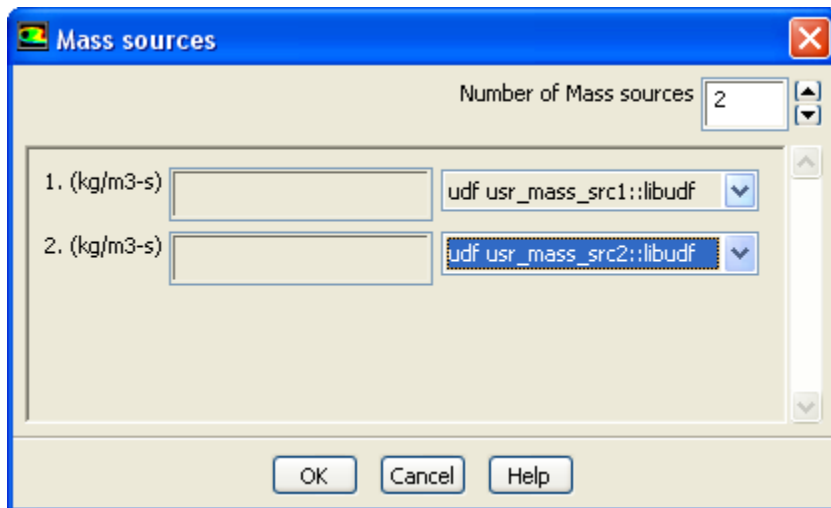 Mass sources
Number of Mass sources 2
1. (kg/m3-s) udf usr_mass_src1::libudf
2. (kg/m3-s) udf usr_mass_src2::libudf
OK Cancel Help